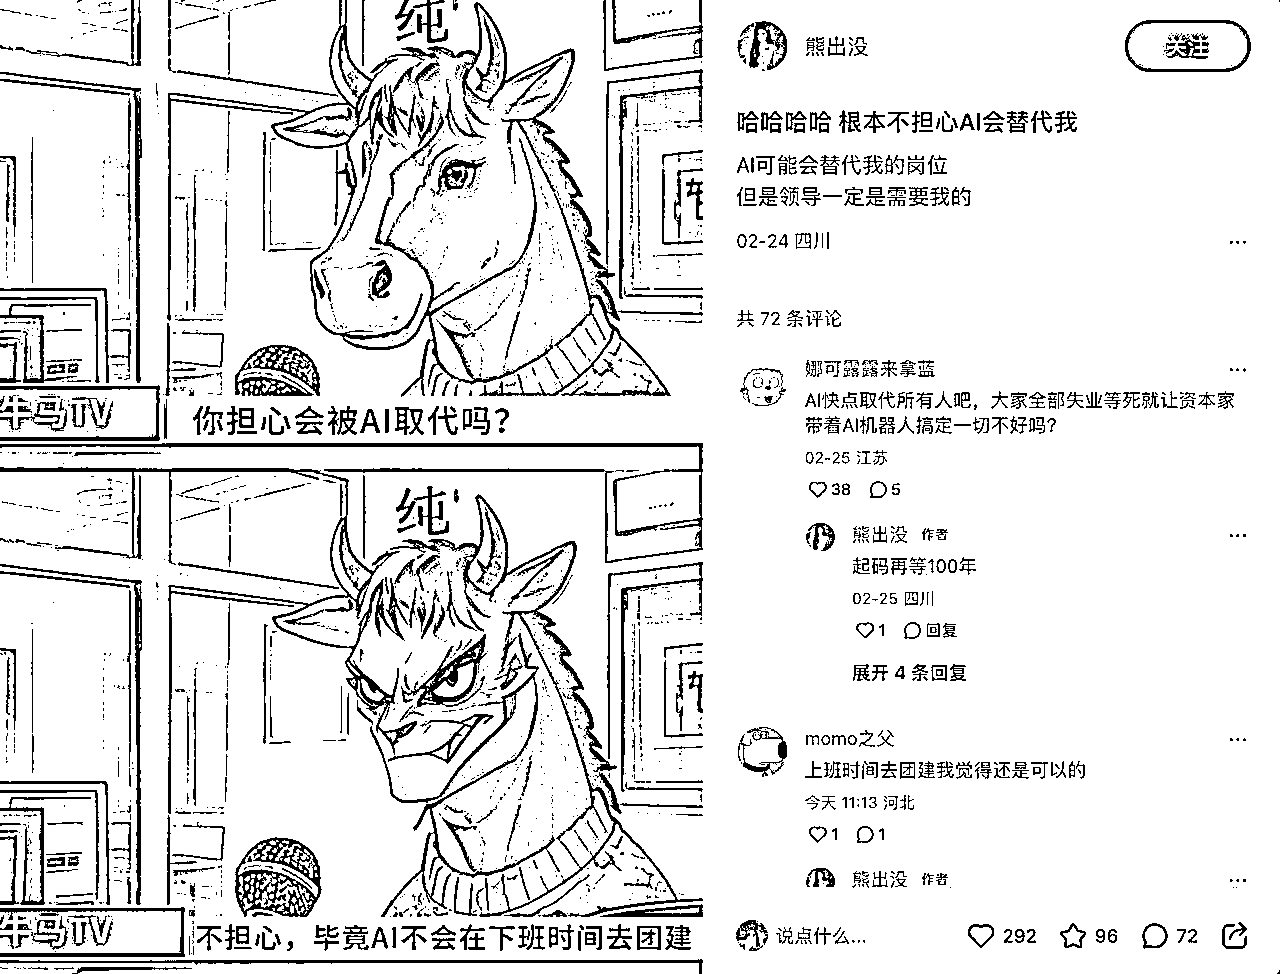 纯
牛马TV
你担心会被AI取代吗？
纯
牛马TV
不担心，毕竟AI不会在下班时间去团建
熊出没
关注
哈哈哈哈 根本不担心AI会替代我
AI可能会替代我的岗位
但是领导一定是需要我的
02-24 四川
共 72 条评论
娜可露露来拿蓝
AI快点取代所有人吧，大家全部失业等死就让资本家
带着AI机器人搞定一切不好吗？
02-25 江苏
38 5
熊出没 作者
起码再等100年
02-25 四川
1 回复
展开 4 条回复
momo之父
上班时间去团建我觉得还是可以的
今天 11:13 河北
1 1
熊出没 作者
说点什么...
292 96 72